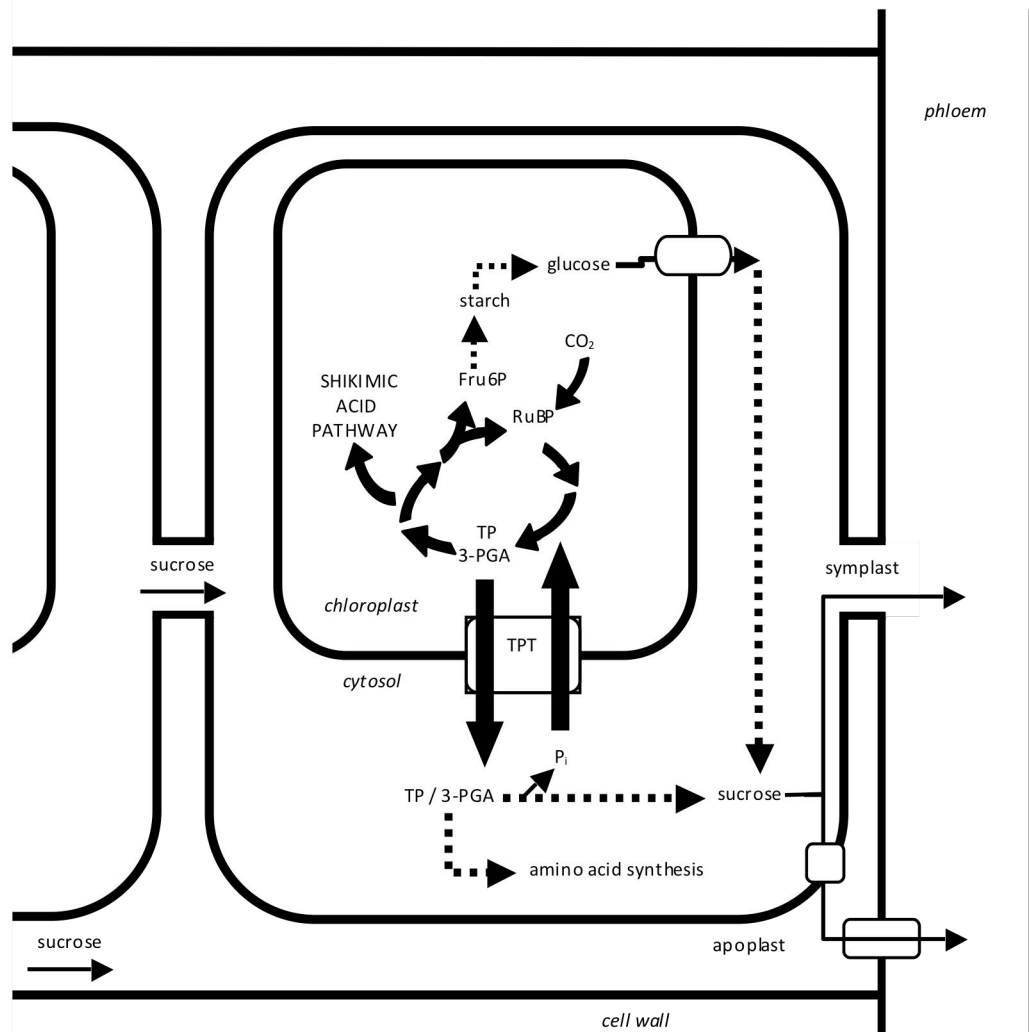 phloem
glucose
starch
CO₂
Fru6P
SHIKIMIC
ACID
PATHWAY
RuBP
TP
3-PGA
sucrose
symplast
chloroplast
TPT
cytosol
Pᵢ
TP / 3-PGA
sucrose
amino acid synthesis
sucrose
apoplast
cell wall